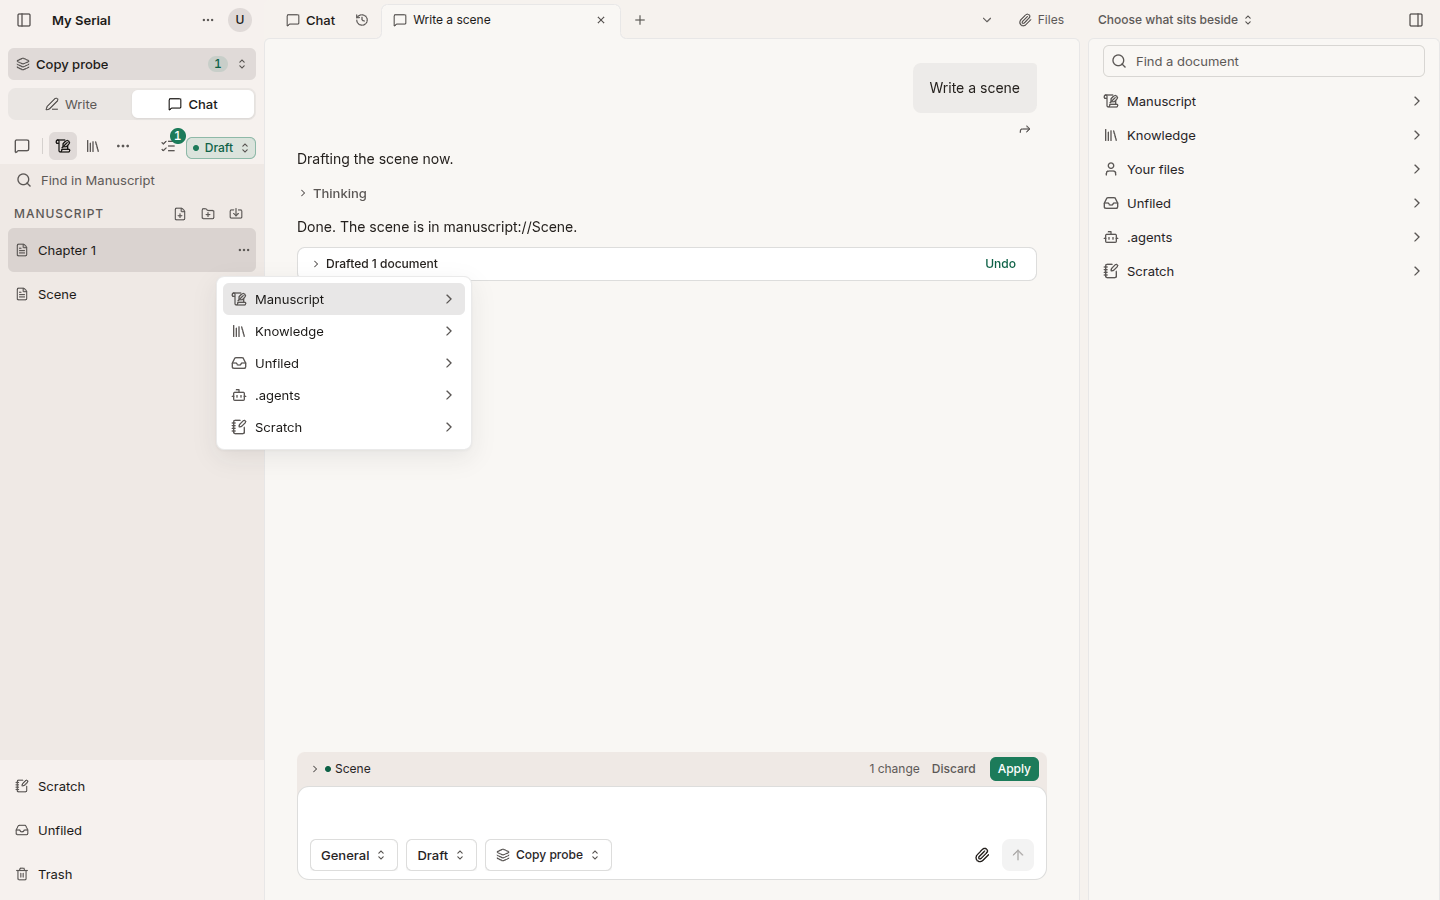 My Serial
U
Copy probe
1
Write
Chat
1
Draft
Find in Manuscript
MANUSCRIPT
Chapter 1
Scene
Scratch
Unfiled
Trash
Chat
Write a scene
Files
Write a scene
Drafting the scene now.
Thinking
Done. The scene is in manuscript://Scene.
Drafted 1 document
Undo
Manuscript
Knowledge
Unfiled
.agents
Scratch
Scene
1 change
Discard
Apply
General
Draft
Copy probe
Choose what sits beside
Find a document
Manuscript
Knowledge
Your files
Unfiled
.agents
Scratch